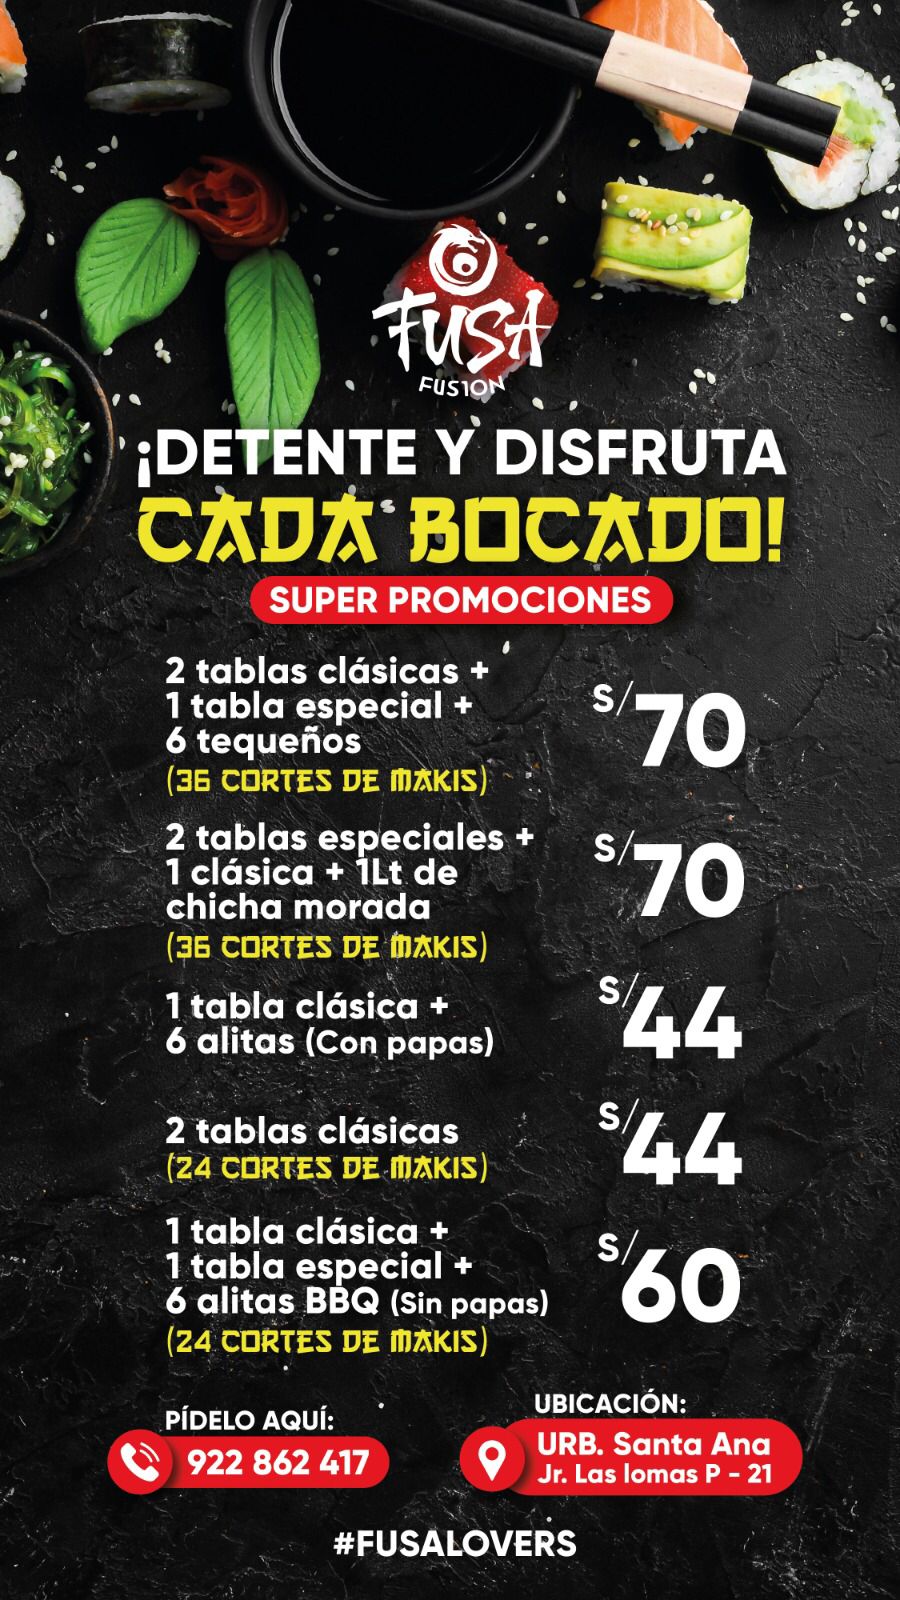 FUSA
FUSION
¡DETENTE Y DISFRUTA
CADA BOCADO!
SUPER PROMOCIONES
2 tablas clásicas +
1 tabla especial +
6 tequeños
(36 CORTES DE MAKIS)
S/70
2 tablas especiales +
1 clásica + 1Lt de
chicha morada
(36 CORTES DE MAKIS)
S/70
1 tabla clásica +
6 alitas (Con papas)
S/44
2 tablas clásicas
(24 CORTES DE MAKIS)
S/44
1 tabla clásica +
1 tabla especial +
6 alitas BBQ (Sin papas)
(24 CORTES DE MAKIS)
S/60
PÍDELO AQUÍ:
922 862 417
UBICACIÓN:
URB. Santa Ana
Jr. Las lomas P - 21
#FUSALOVERS